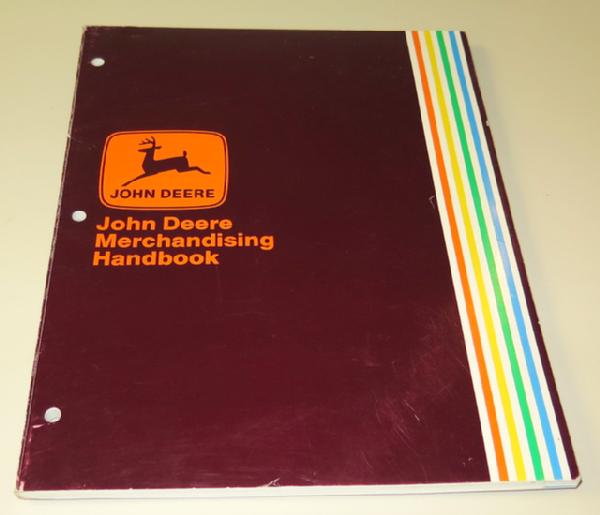 JOHN DEERE
John Deere
Merchandising
Handbook